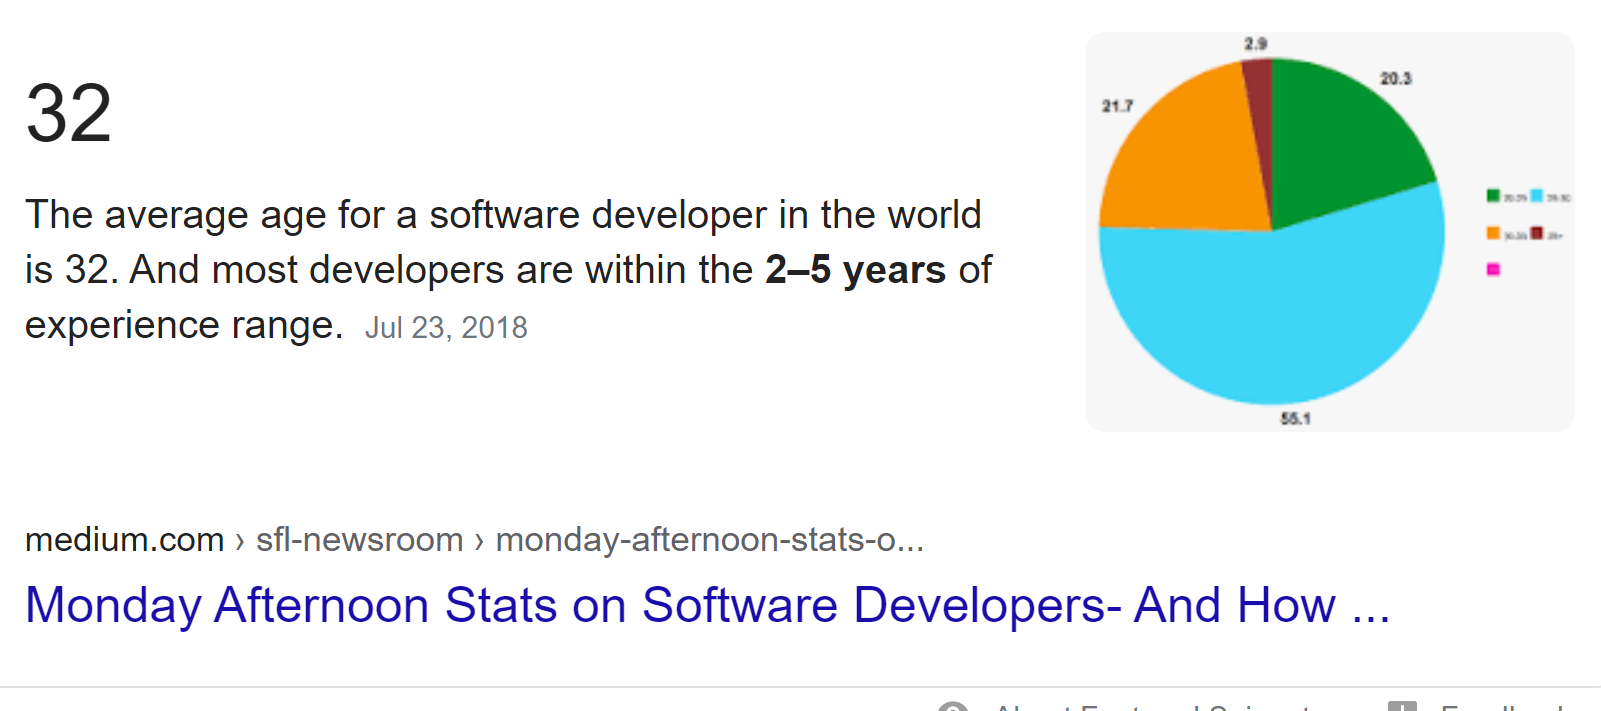 32
The average age for a software developer in the world
is 32. And most developers are within the 2–5 years of
experience range. Jul 23, 2018
2.9
20.3
21.7
55.1
medium.com › sfl-newsroom › monday-afternoon-stats-o...
Monday Afternoon Stats on Software Developers- And How ...